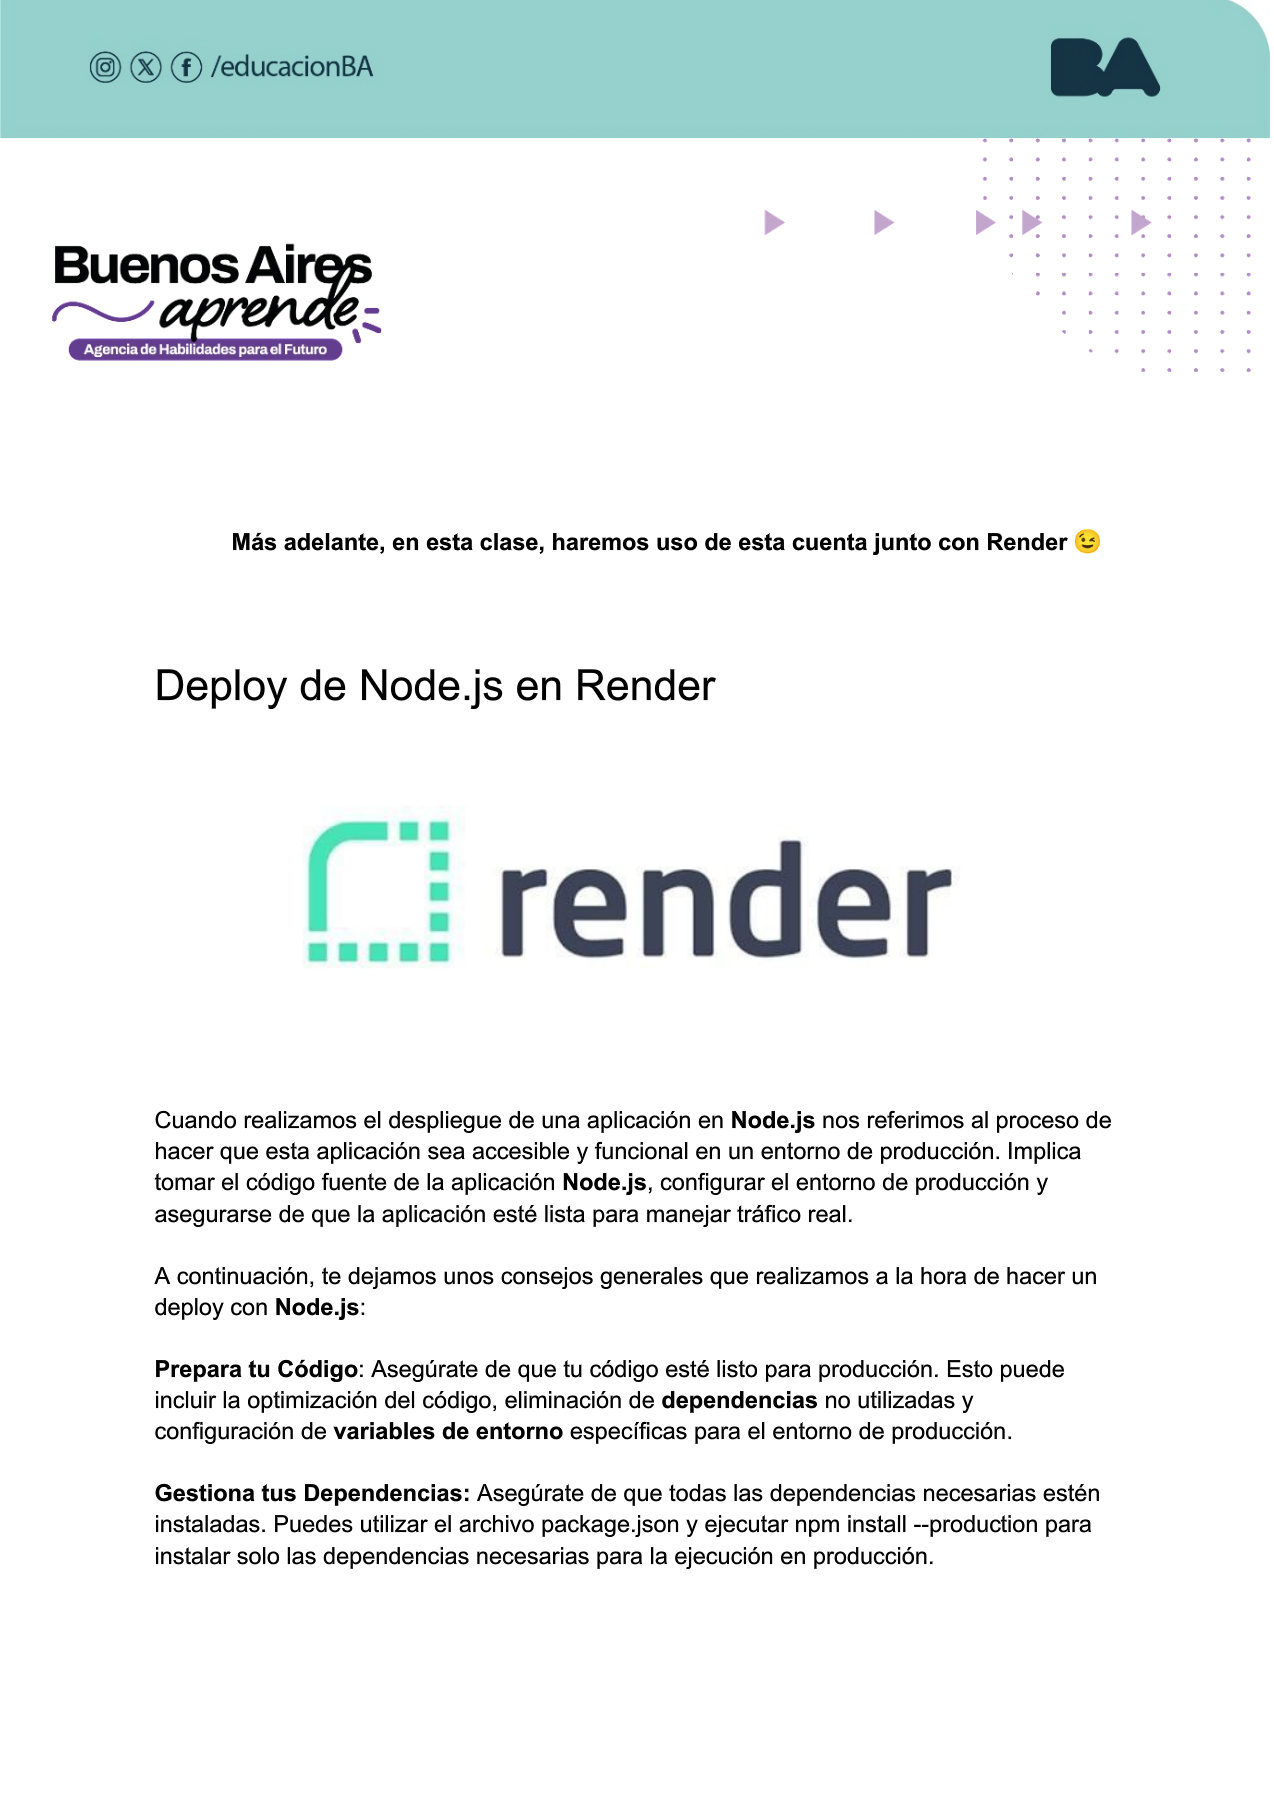 /educacionBA
BA
Buenos Aires
aprende
Agencia de Habilidades para el Futuro
Más adelante, en esta clase, haremos uso de esta cuenta junto con Render 😉
Deploy de Node.js en Render
render
Cuando realizamos el despliegue de una aplicación en Node.js nos referimos al proceso de
hacer que esta aplicación sea accesible y funcional en un entorno de producción. Implica
tomar el código fuente de la aplicación Node.js, configurar el entorno de producción y
asegurarse de que la aplicación esté lista para manejar tráfico real.
A continuación, te dejamos unos consejos generales que realizamos a la hora de hacer un
deploy con Node.js:
Prepara tu Código: Asegúrate de que tu código esté listo para producción. Esto puede
incluir la optimización del código, eliminación de dependencias no utilizadas y
configuración de variables de entorno específicas para el entorno de producción.
Gestiona tus Dependencias: Asegúrate de que todas las dependencias necesarias estén
instaladas. Puedes utilizar el archivo package.json y ejecutar npm install --production para
instalar solo las dependencias necesarias para la ejecución en producción.